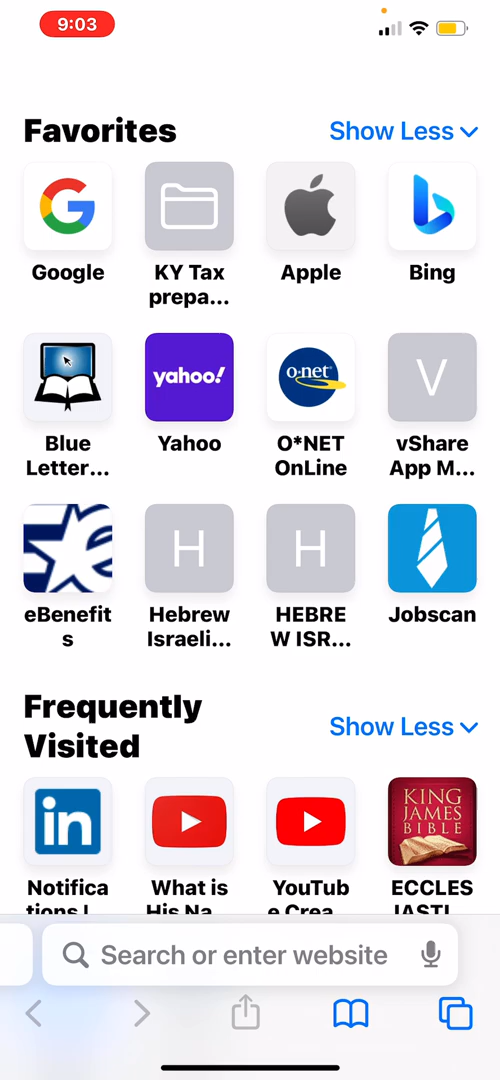 9:03
Favorites
Show Less
Google
KY Tax
prepa...
Apple
Bing
yahoo!
o·net
V
Blue
Letter...
Yahoo
O*NET
OnLine
vShare
App M...
H
H
eBenefit
s
Hebrew
Israeli...
HEBRE
W ISR...
Jobscan
Frequently
Visited
Show Less
in
KING
JAMES
BIBLE
Notifica
tions L
What is
His Na
YouTub
e Crea
ECCLES
IASTI
Search or enter website